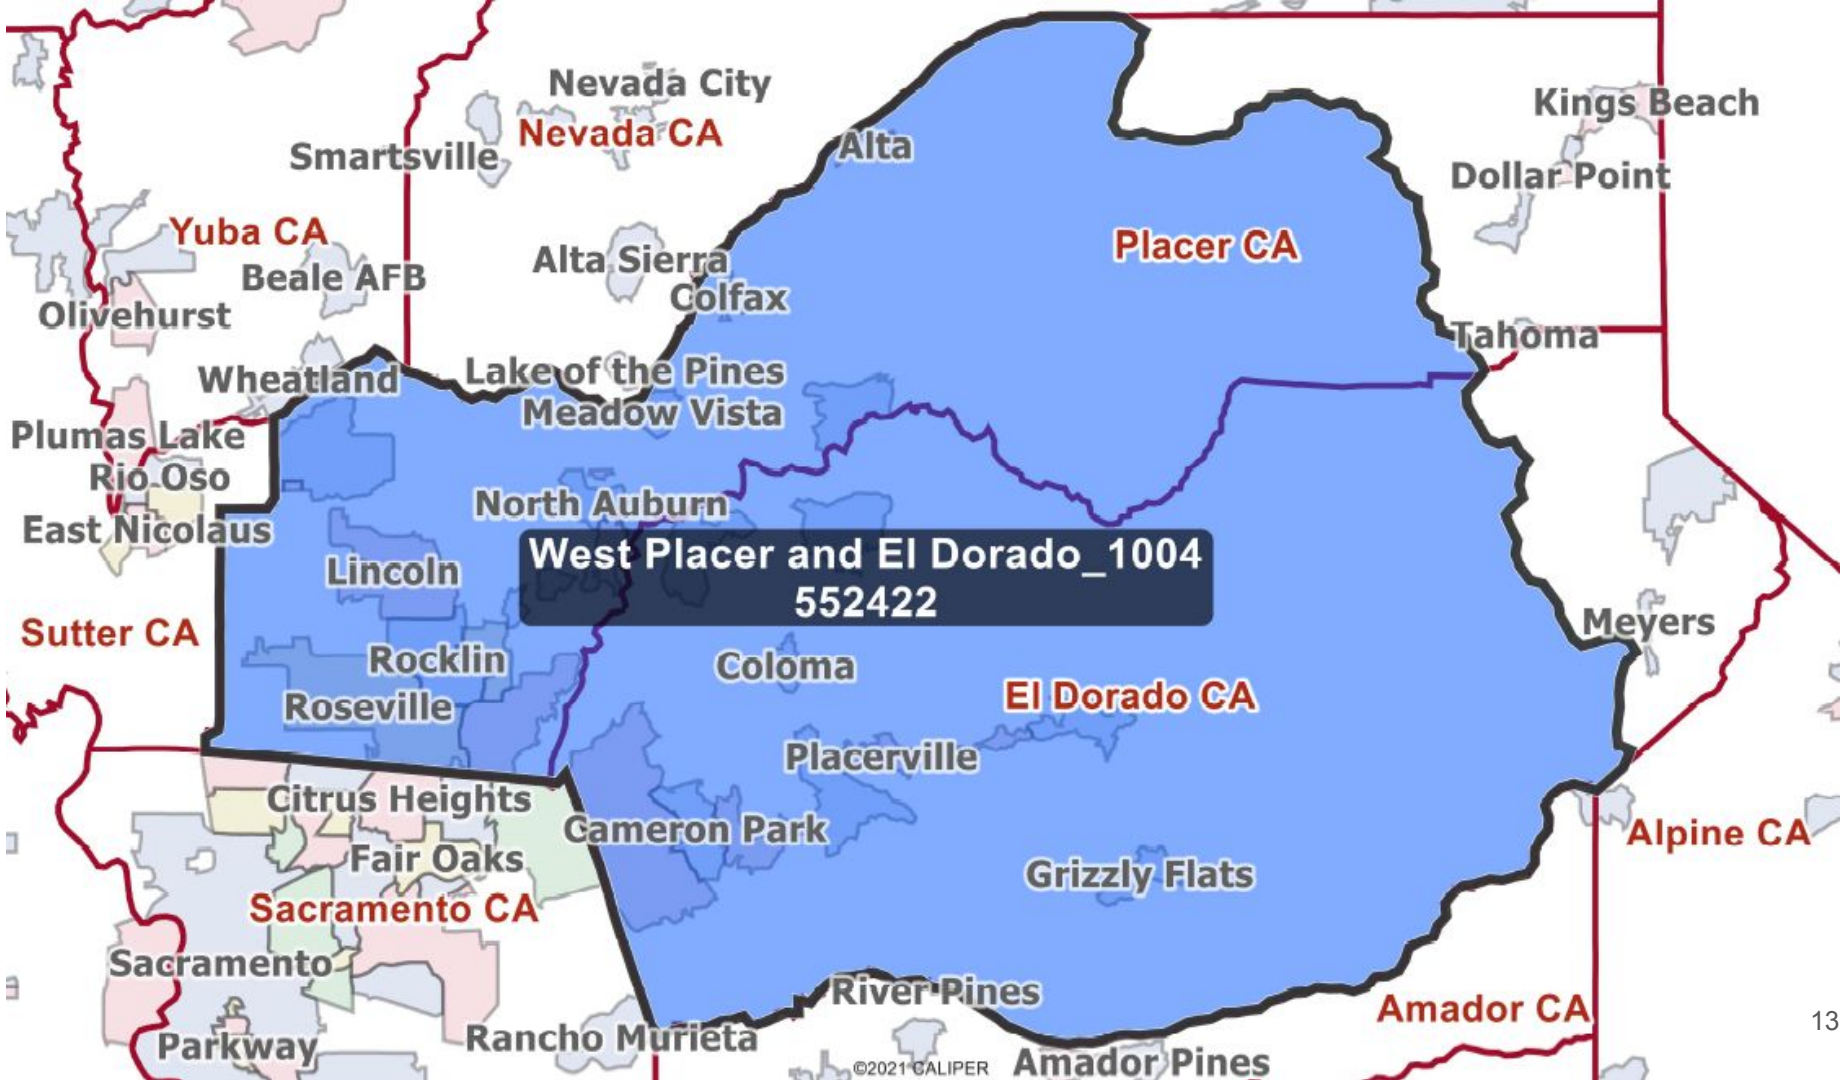 Nevada City
Kings Beach
Nevada CA
Alta
Smartsville
Dollar Point
Yuba CA
Placer CA
Alta Sierra
Beale AFB
Colfax
Olivehurst
Tahoma
Lake of the Pines
Wheatland
Meadow Vista
Plumas Lake
Rio Oso
North Auburn
East Nicolaus
West Placer and El Dorado_1004
552422
Lincoln
Meyers
Sutter CA
Rocklin
Coloma
El Dorado CA
Roseville
Placerville
Citrus Heights
Cameron Park
Alpine CA
Fair Oaks
Grizzly Flats
Sacramento CA
Sacramento
River Pines
Amador CA
13
Rancho Murieta
Parkway
©2021 CALIPER
Amador Pines